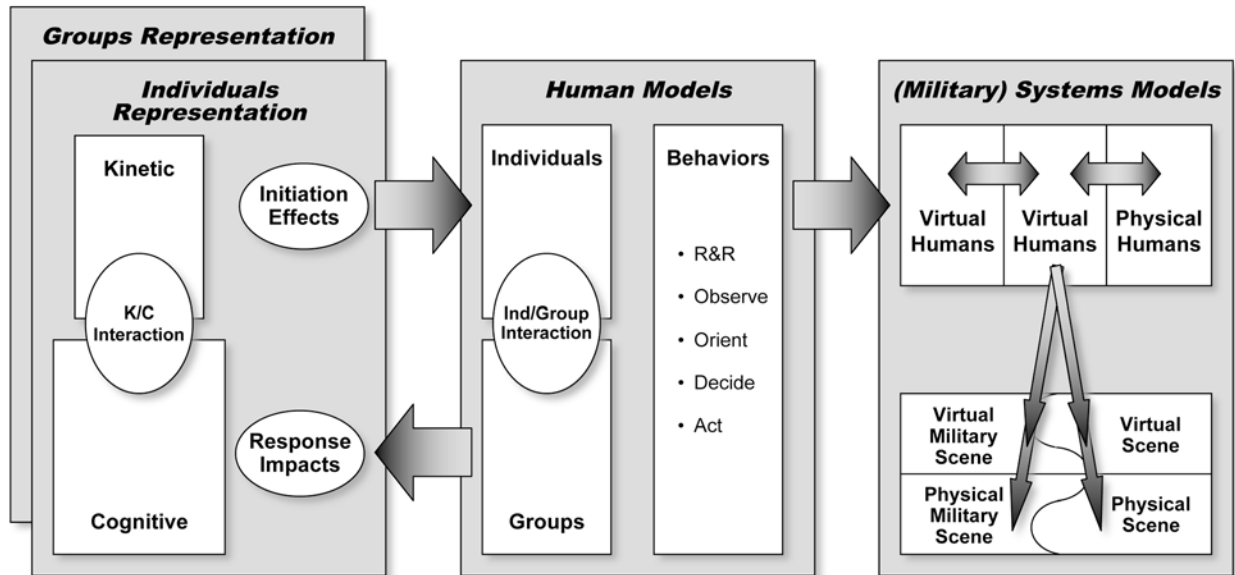 Groups Representation
Individuals
Representation
Kinetic
Initiation
Effects
K/C
Interaction
Response
Impacts
Cognitive
Human Models
Individuals
Ind/Group
Interaction
Groups
Behaviors
• R&R
• Observe
• Orient
• Decide
• Act
(Military) Systems Models
Virtual
Humans
Virtual
Humans
Physical
Humans
Virtual
Military
Scene
Virtual
Scene
Physical
Military
Scene
Physical
Scene